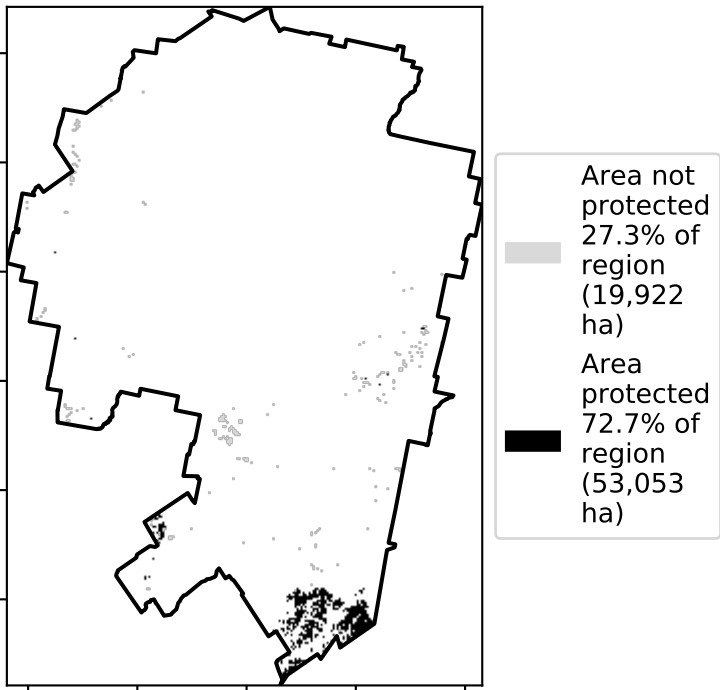 Area not
protected
27.3% of
region
(19,922
ha)
Area
protected
72.7% of
region
(53,053
ha)